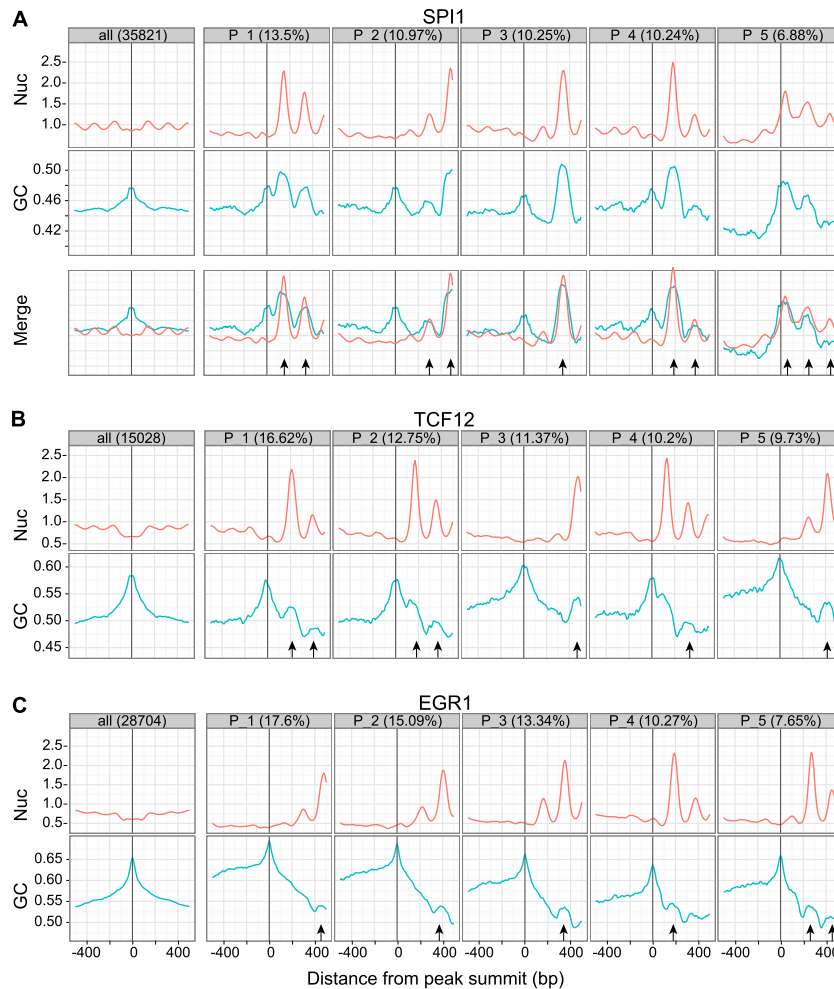 A
SPI1
all (35821) P_1 (13.5%) P_2 (10.97%) P_3 (10.25%) P_4 (10.24%) P_5 (6.88%)
Nuc
2.5
2.0
1.5
1.0
GC
0.50
0.46
0.42
Merge
B
TCF12
all (15028) P_1 (16.62%) P_2 (12.75%) P_3 (11.37%) P_4 (10.2%) P_5 (9.73%)
Nuc
2.5
2.0
1.5
1.0
0.5
GC
0.60
0.55
0.50
0.45
C
EGR1
all (28704) P_1 (17.6%) P_2 (15.09%) P_3 (13.34%) P_4 (10.27%) P_5 (7.65%)
Nuc
2.5
2.0
1.5
1.0
0.5
GC
0.65
0.60
0.55
0.50
-400 0 400 -400 0 400 -400 0 400 -400 0 400 -400 0 400 -400 0 400
Distance from peak summit (bp)